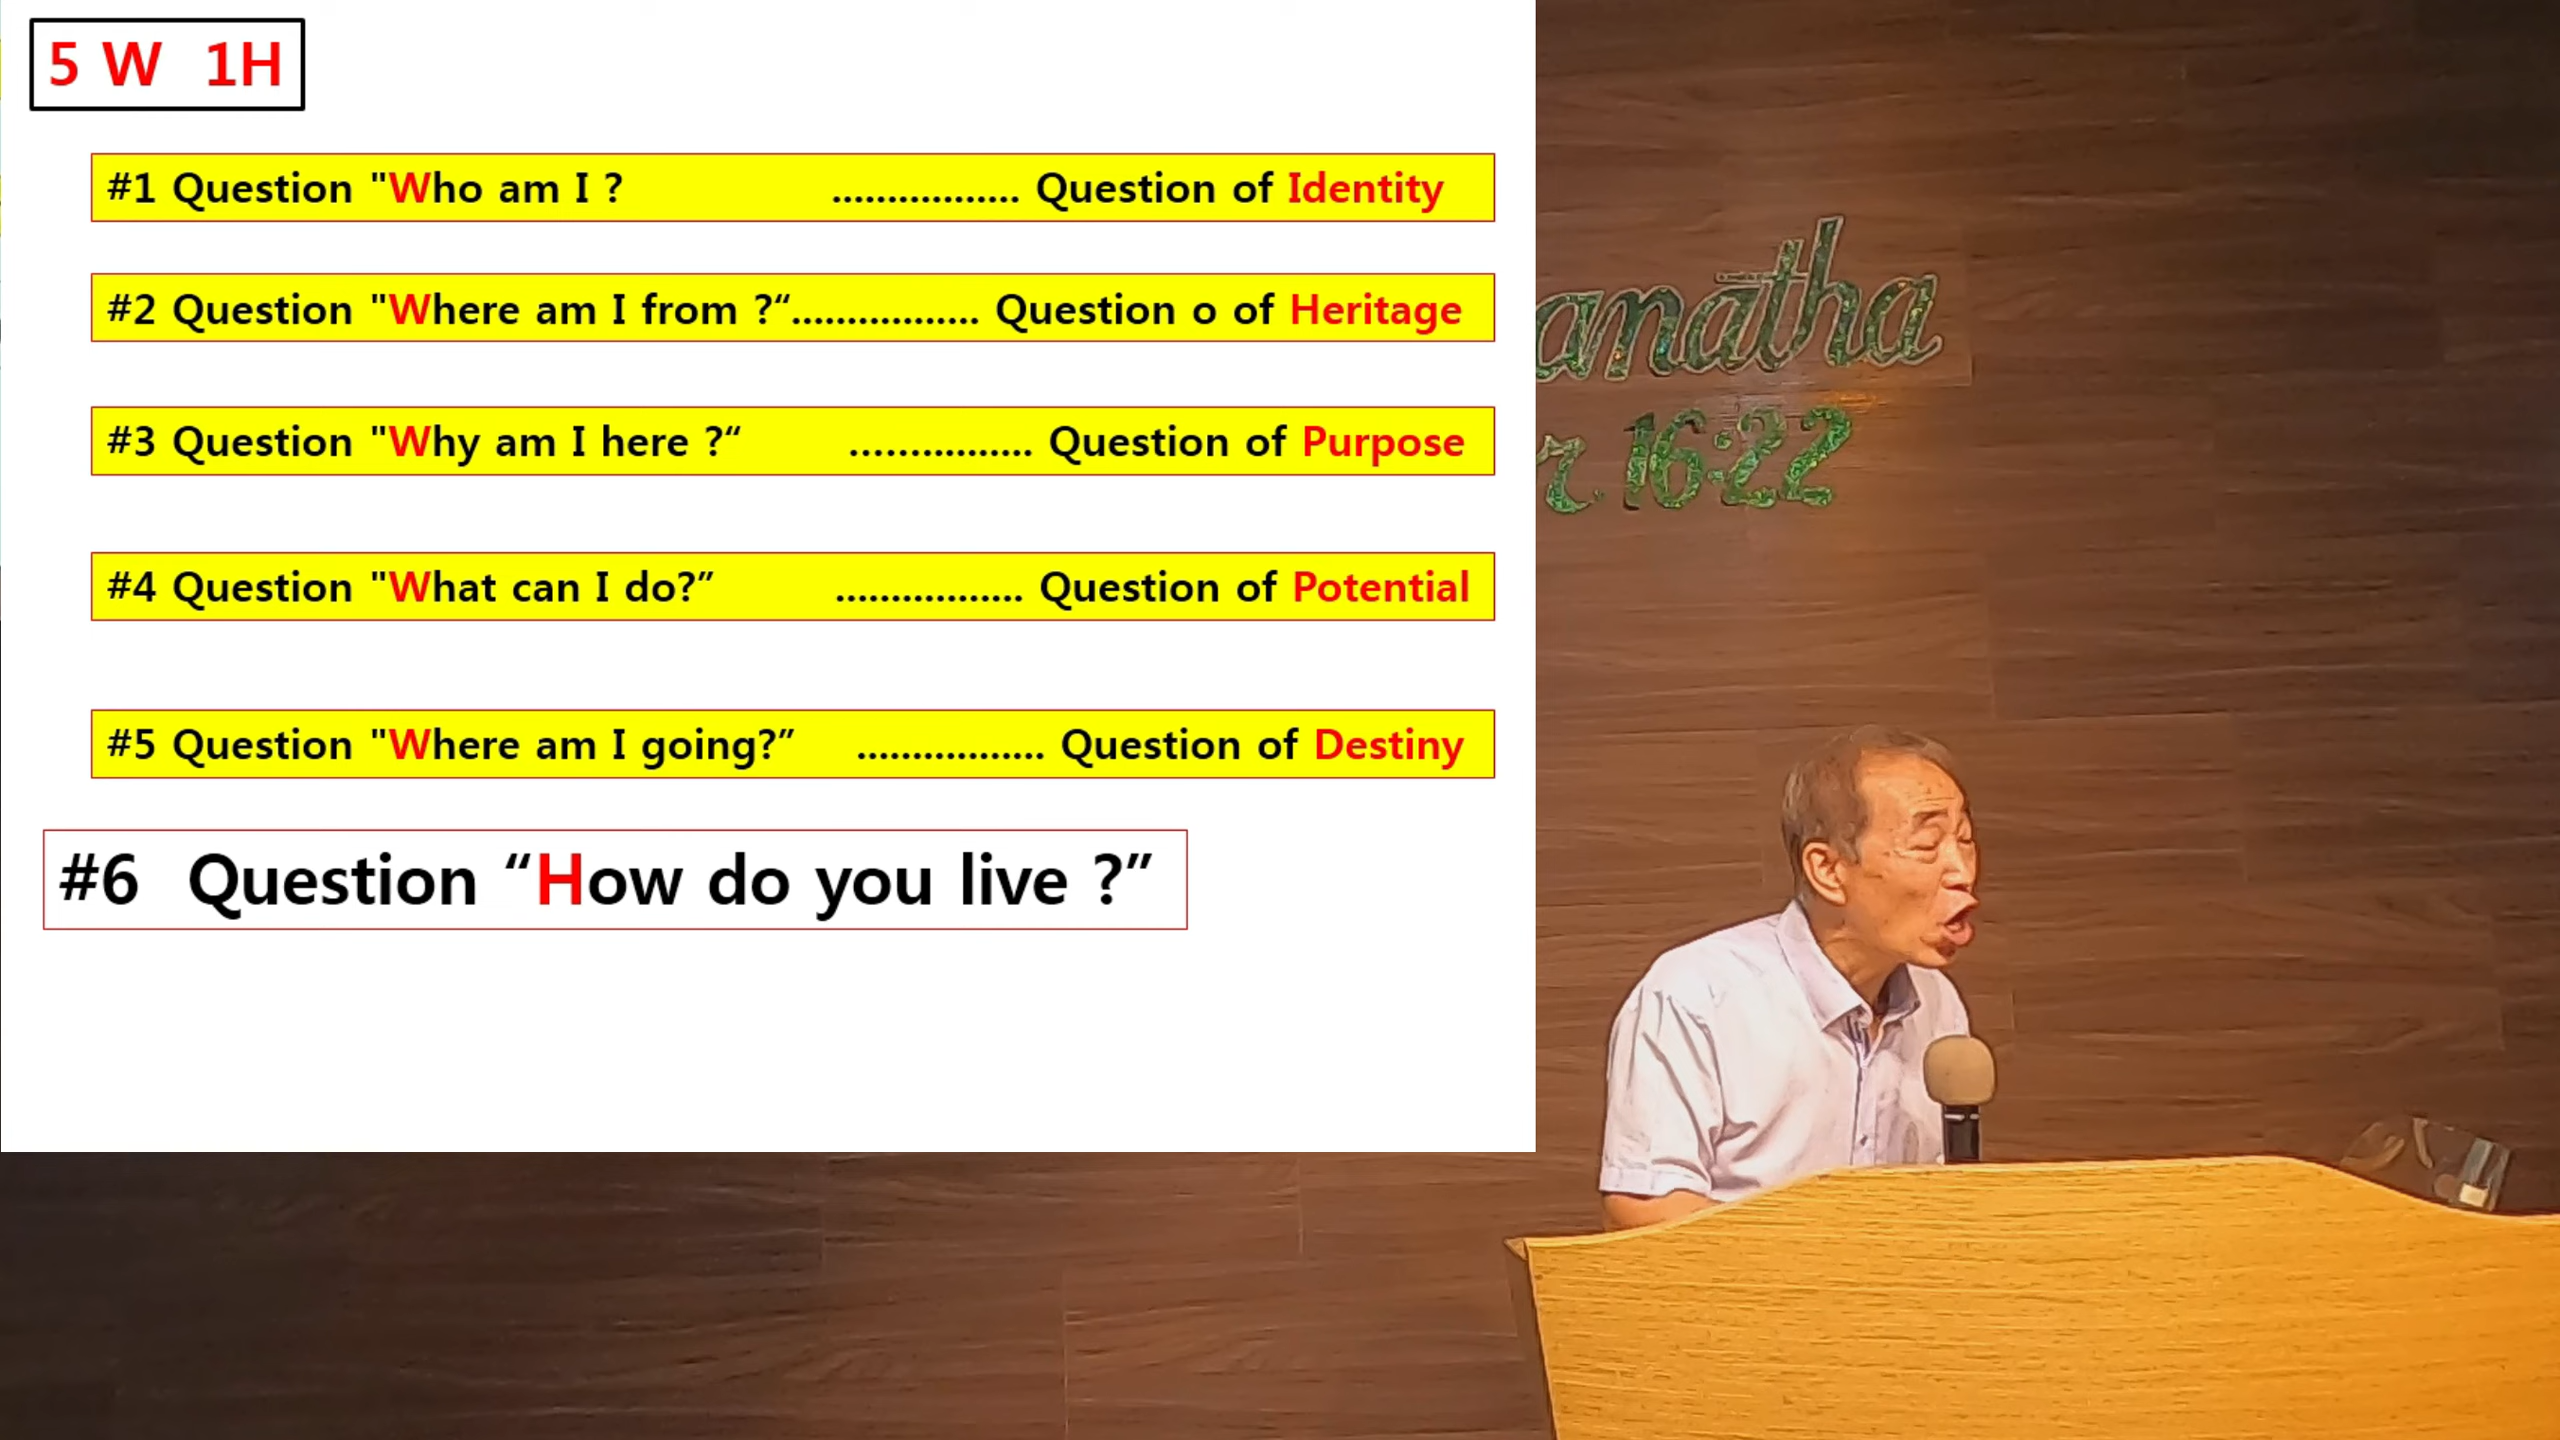 5 W 1H
#1 Question "Who am I ? ................. Question of Identity
#2 Question "Where am I from ?“................. Question o of Heritage
#3 Question "Why am I here ?“ ................. Question of Purpose
#4 Question "What can I do?” ................. Question of Potential
#5 Question "Where am I going?” ................. Question of Destiny
#6 Question “How do you live ?”
anatha
r. 16:22